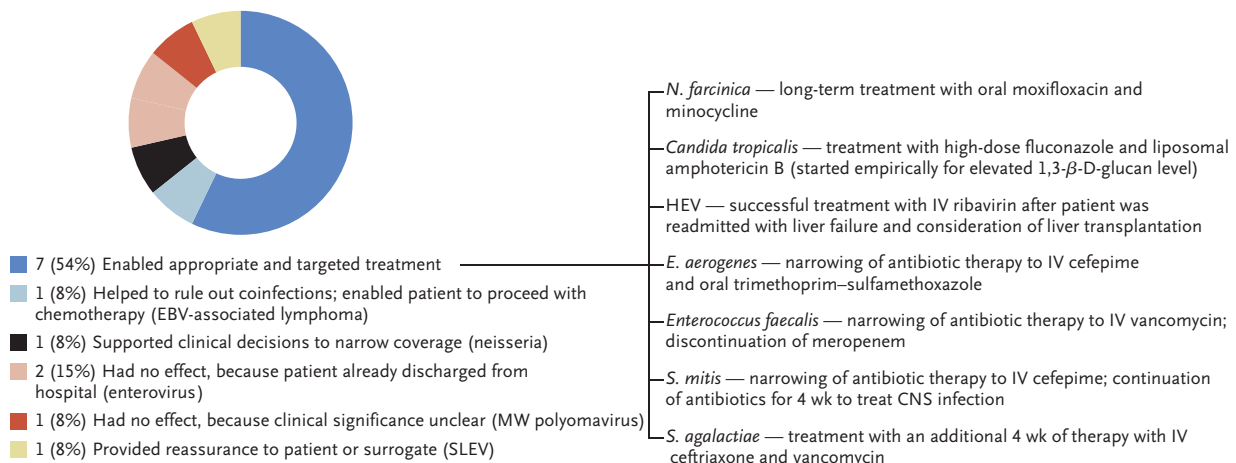 7 (54%) Enabled appropriate and targeted treatment
1 (8%) Helped to rule out coinfections; enabled patient to proceed with
chemotherapy (EBV-associated lymphoma)
1 (8%) Supported clinical decisions to narrow coverage (neisseria)
2 (15%) Had no effect, because patient already discharged from
hospital (enterovirus)
1 (8%) Had no effect, because clinical significance unclear (MW polyomavirus)
1 (8%) Provided reassurance to patient or surrogate (SLEV)
N. farcinica — long-term treatment with oral moxifloxacin and
minocycline
Candida tropicalis — treatment with high-dose fluconazole and liposomal
amphotericin B (started empirically for elevated 1,3-β-D-glucan level)
HEV — successful treatment with IV ribavirin after patient was
readmitted with liver failure and consideration of liver transplantation
E. aerogenes — narrowing of antibiotic therapy to IV cefepime
and oral trimethoprim–sulfamethoxazole
Enterococcus faecalis — narrowing of antibiotic therapy to IV vancomycin;
discontinuation of meropenem
S. mitis — narrowing of antibiotic therapy to IV cefepime; continuation
of antibiotics for 4 wk to treat CNS infection
S. agalactiae — treatment with an additional 4 wk of therapy with IV
ceftriaxone and vancomycin